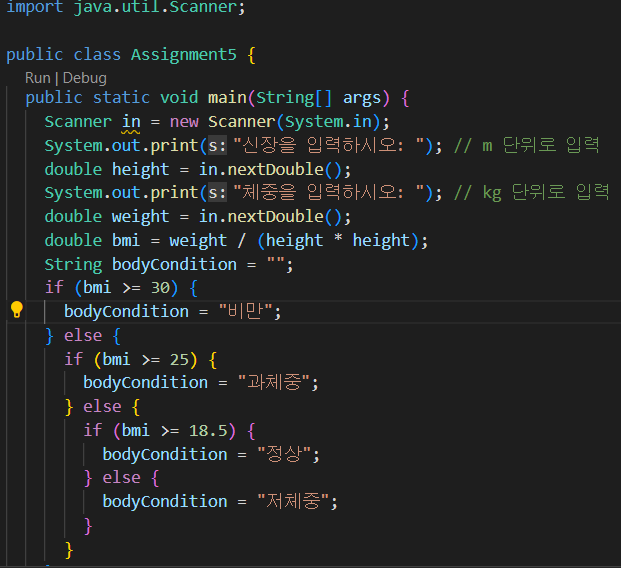 import java.util.Scanner;
public class Assignment5 {
Run | Debug
public static void main(String[] args) {
Scanner in = new Scanner(System.in);
System.out.print(s: "신장을 입력하시오: "); // m 단위로 입력
double height = in.nextDouble();
System.out.print(s: "체중을 입력하시오: "); // kg 단위로 입력
double weight = in.nextDouble();
double bmi = weight / (height * height);
String bodyCondition = "";
if (bmi >= 30) {
bodyCondition = "비만";
} else {
if (bmi >= 25) {
bodyCondition = "과체중";
} else {
if (bmi >= 18.5) {
bodyCondition = "정상";
} else {
bodyCondition = "저체중";
}
}